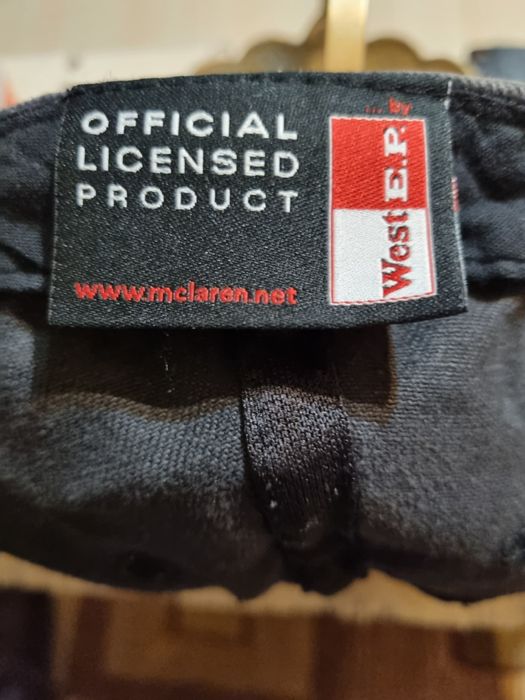 OFFICIAL
LICENSED
PRODUCT
www.mclaren.net
... by
West E.P.